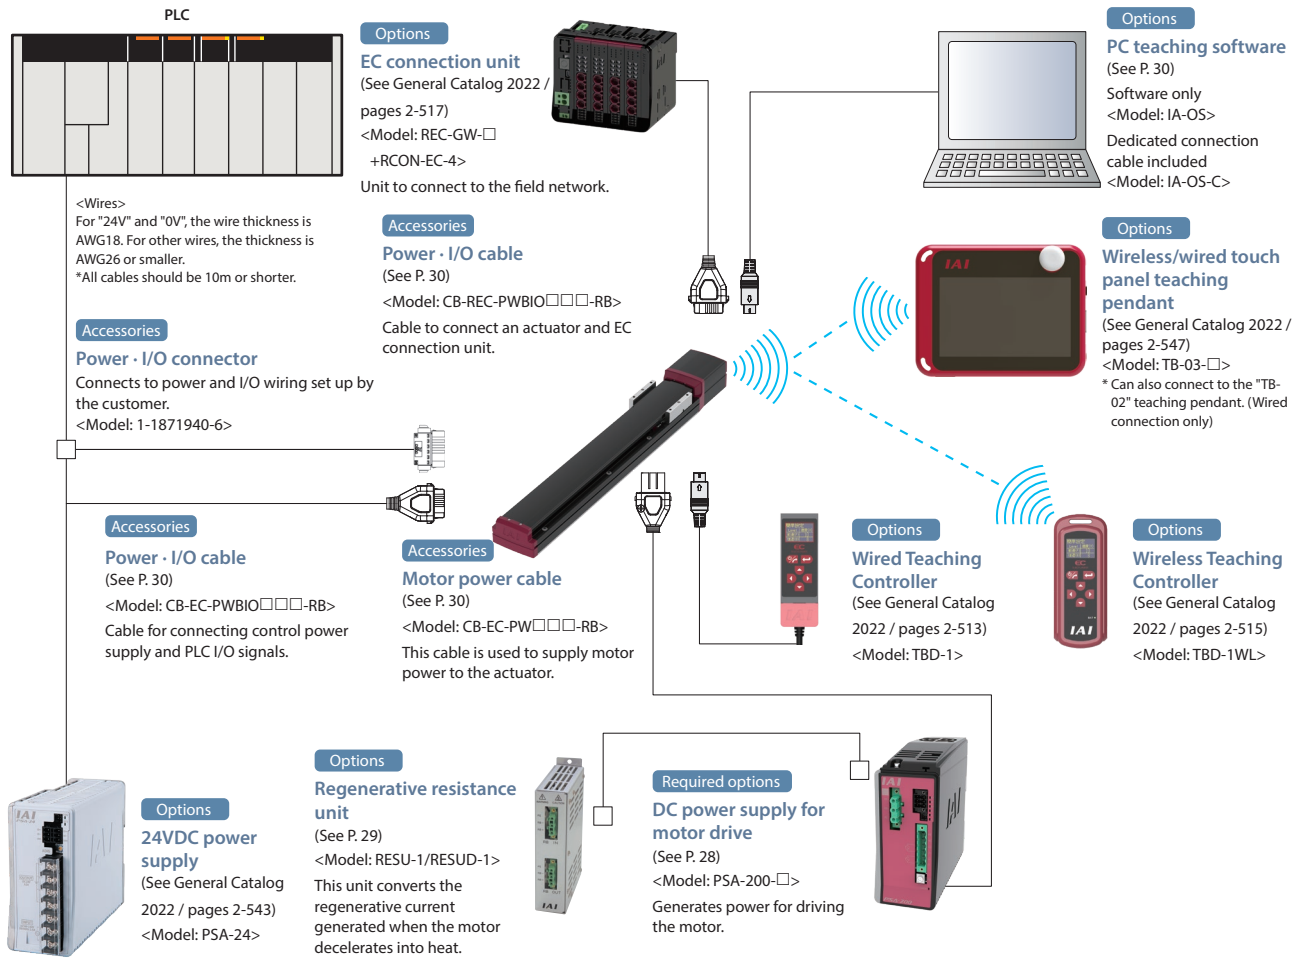 PLC
<Wires>
For "24V" and "0V", the wire thickness is
AWG18. For other wires, the thickness is
AWG26 or smaller.
*All cables should be 10m or shorter.
Accessories
Power · I/O connector
Connects to power and I/O wiring set up by
the customer.
<Model: 1-1871940-6>
Options
EC connection unit
(See General Catalog 2022 /
pages 2-517)
<Model: REC-GW-□
+RCON-EC-4>
Unit to connect to the field network.
Accessories
Power · I/O cable
(See P. 30)
<Model: CB-REC-PWBIO□□□-RB>
Cable to connect an actuator and EC
connection unit.
Options
PC teaching software
(See P. 30)
Software only
<Model: IA-OS>
Dedicated connection
cable included
<Model: IA-OS-C>
Options
Wireless/wired touch
panel teaching
pendant
(See General Catalog 2022 /
pages 2-547)
<Model: TB-03-□>
* Can also connect to the "TB-
02" teaching pendant. (Wired
connection only)
IAI
Accessories
Power · I/O cable
(See P. 30)
<Model: CB-EC-PWBIO□□□-RB>
Cable for connecting control power
supply and PLC I/O signals.
Accessories
Motor power cable
(See P. 30)
<Model: CB-EC-PW□□□-RB>
This cable is used to supply motor
power to the actuator.
EC
Options
Wired Teaching
Controller
(See General Catalog
2022 / pages 2-513)
<Model: TBD-1>
EC
IAI
Options
Wireless Teaching
Controller
(See General Catalog
2022 / pages 2-515)
<Model: TBD-1WL>
IAI
Options
24VDC power
supply
(See General Catalog
2022 / pages 2-543)
<Model: PSA-24>
Options
Regenerative resistance
unit
(See P. 29)
<Model: RESU-1/RESUD-1>
This unit converts the
regenerative current
generated when the motor
decelerates into heat.
IAI
Required options
DC power supply for
motor drive
(See P. 28)
<Model: PSA-200-□>
Generates power for driving
the motor.
IAI
IAI